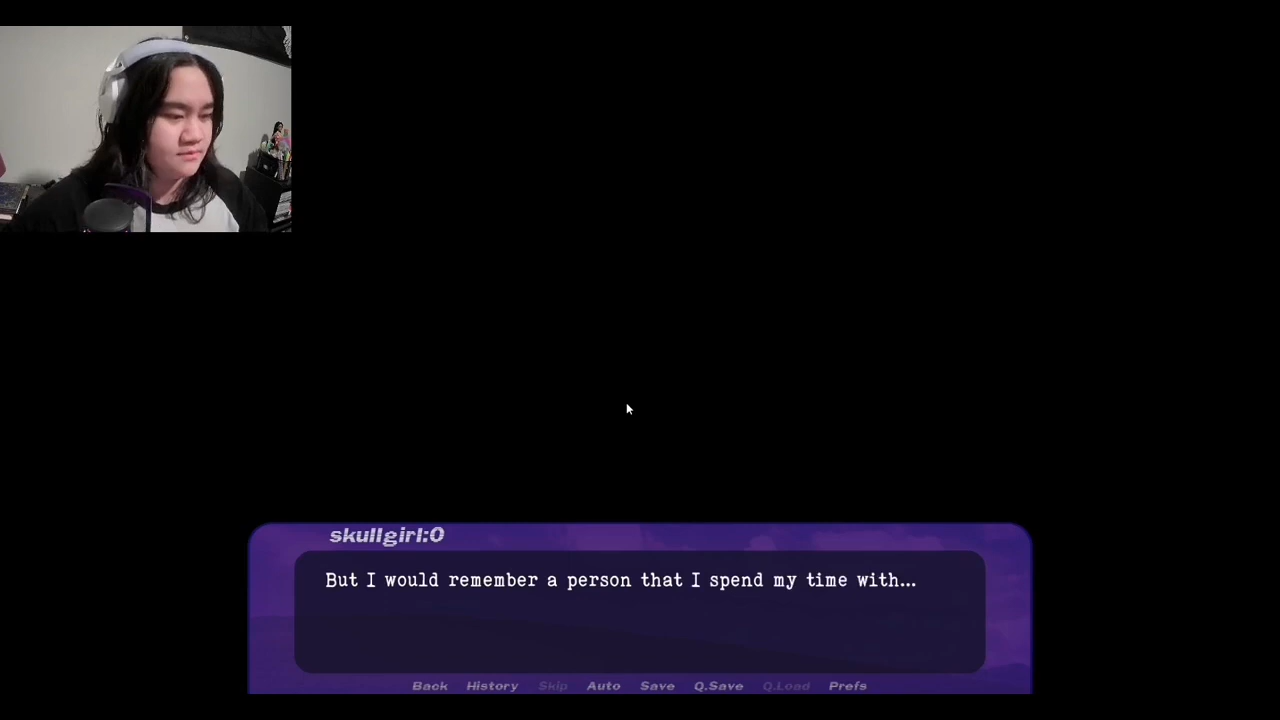 skullgirl:0
But I would remember a person that I spend my time with...
Back History Skip Auto Save Q.Save Q.Load Prefs